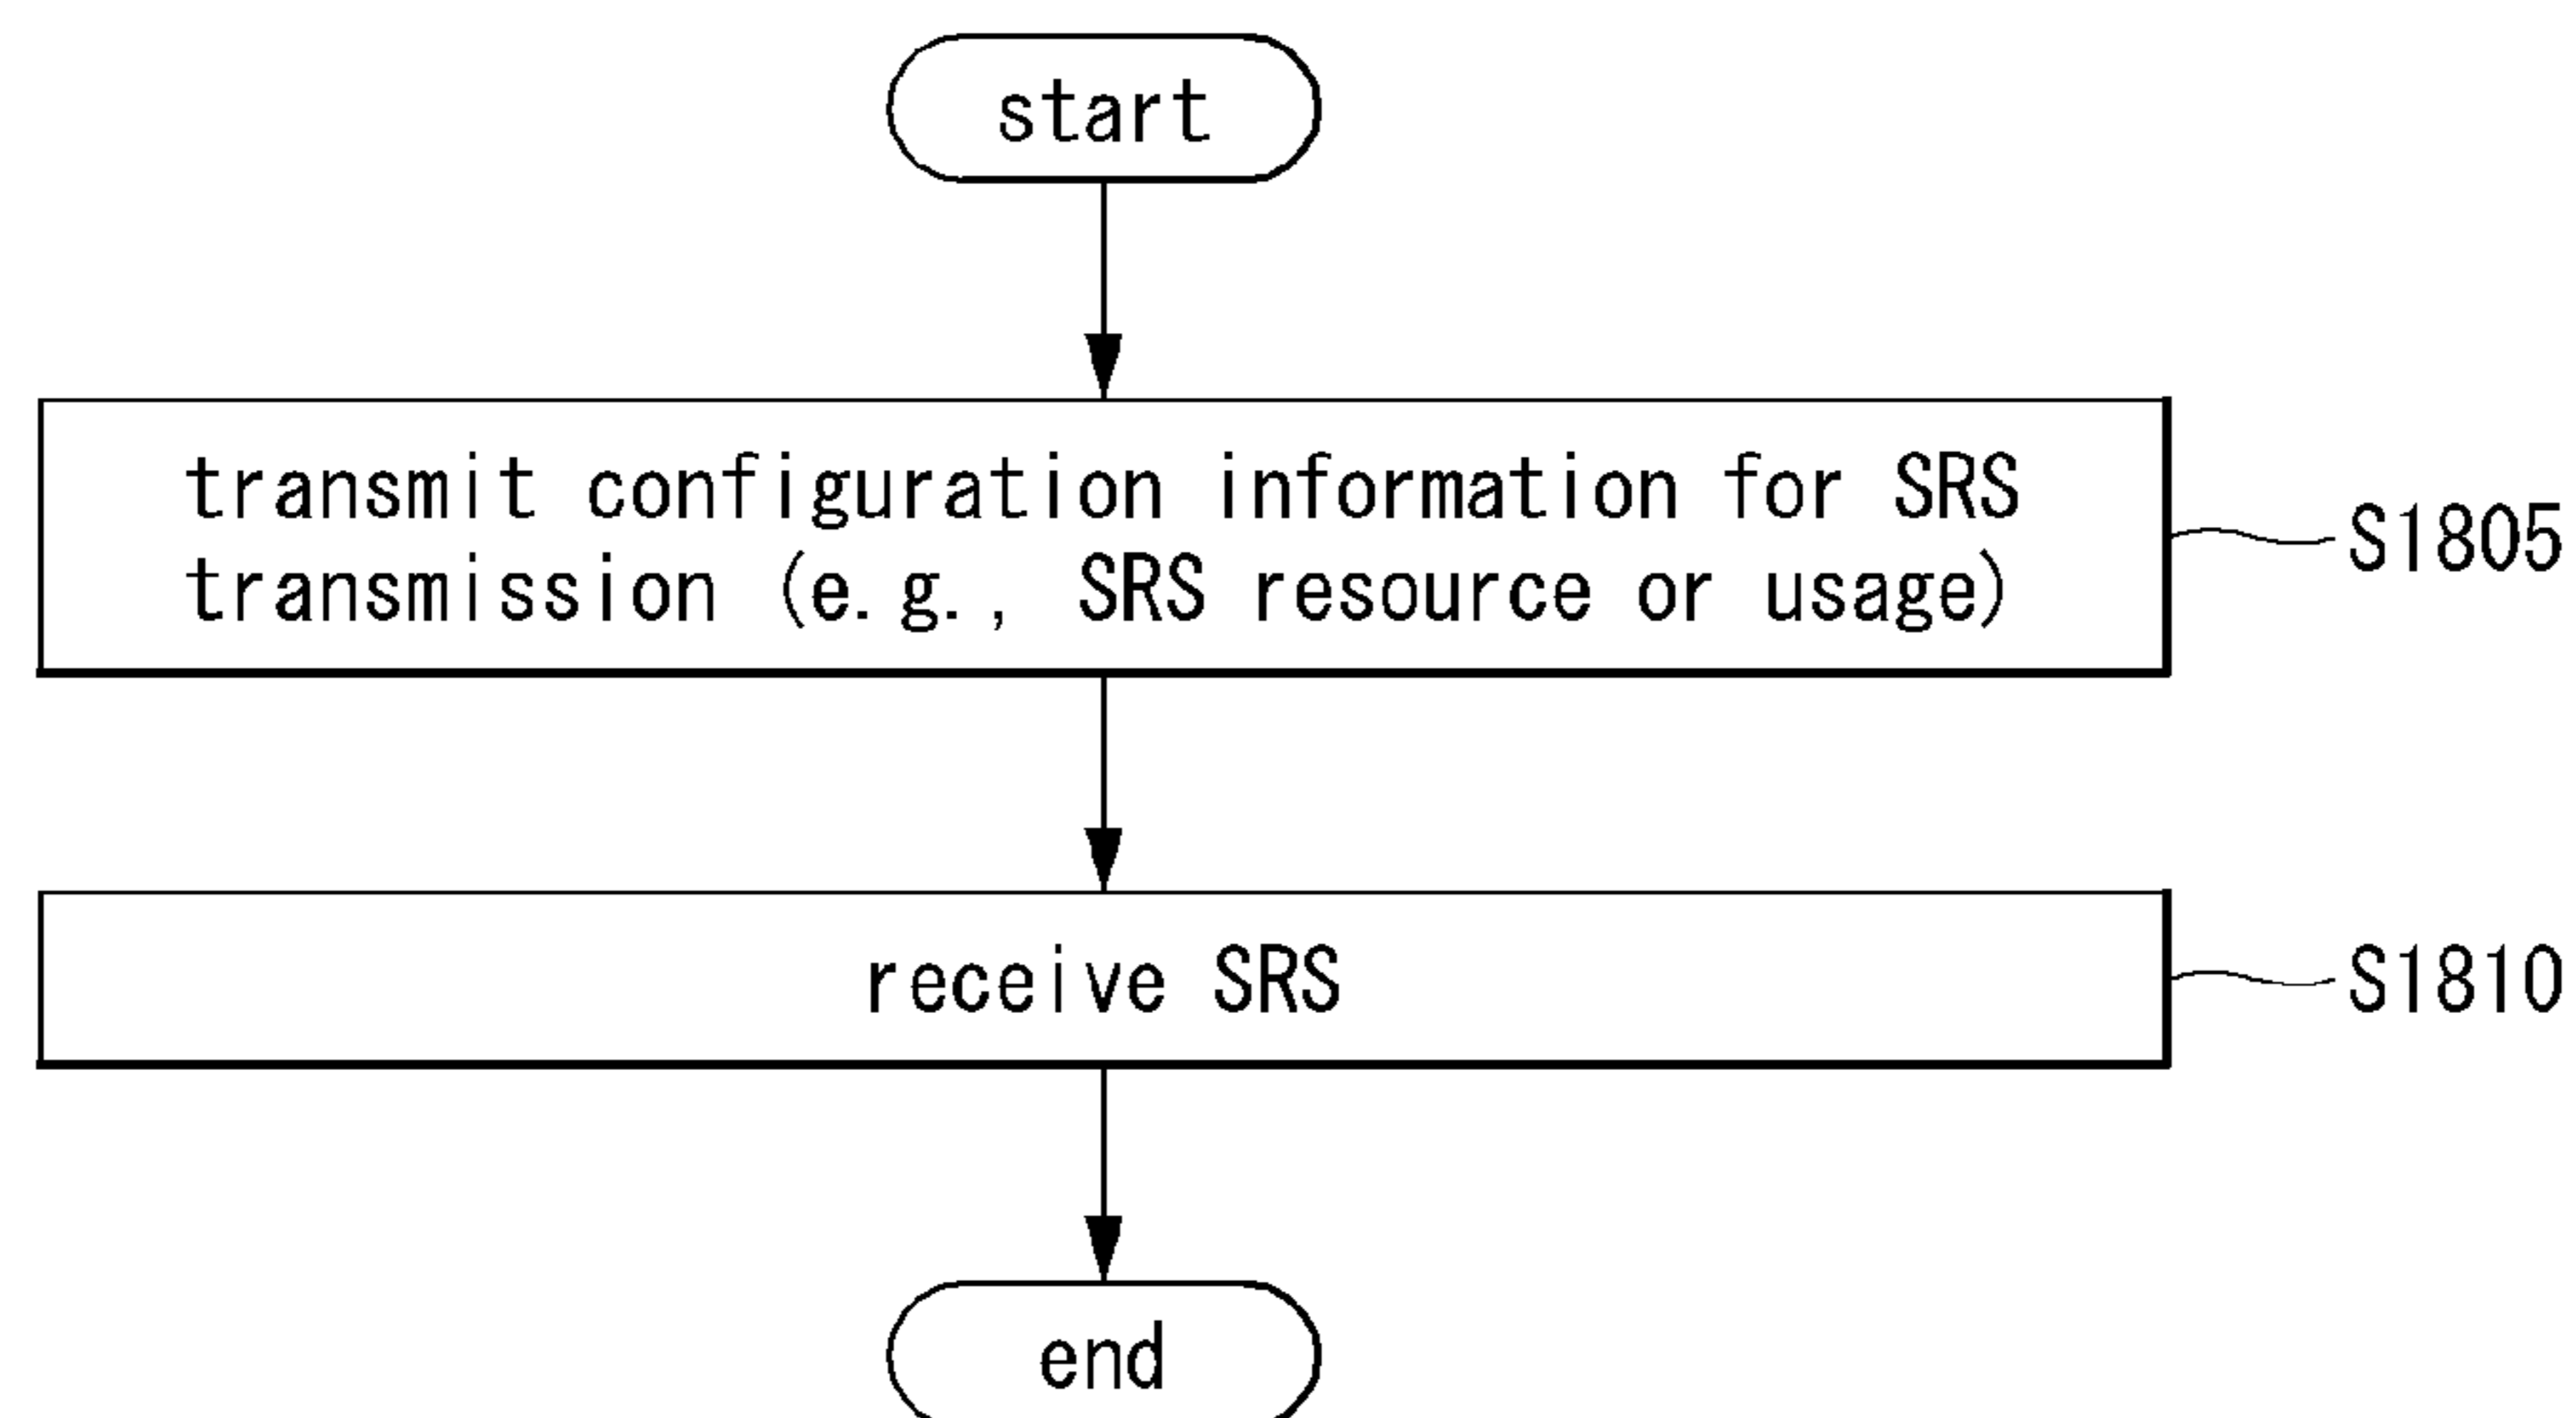 start
transmit configuration information for SRS
transmission (e.g., SRS resource or usage)
S1805
receive SRS
S1810
end